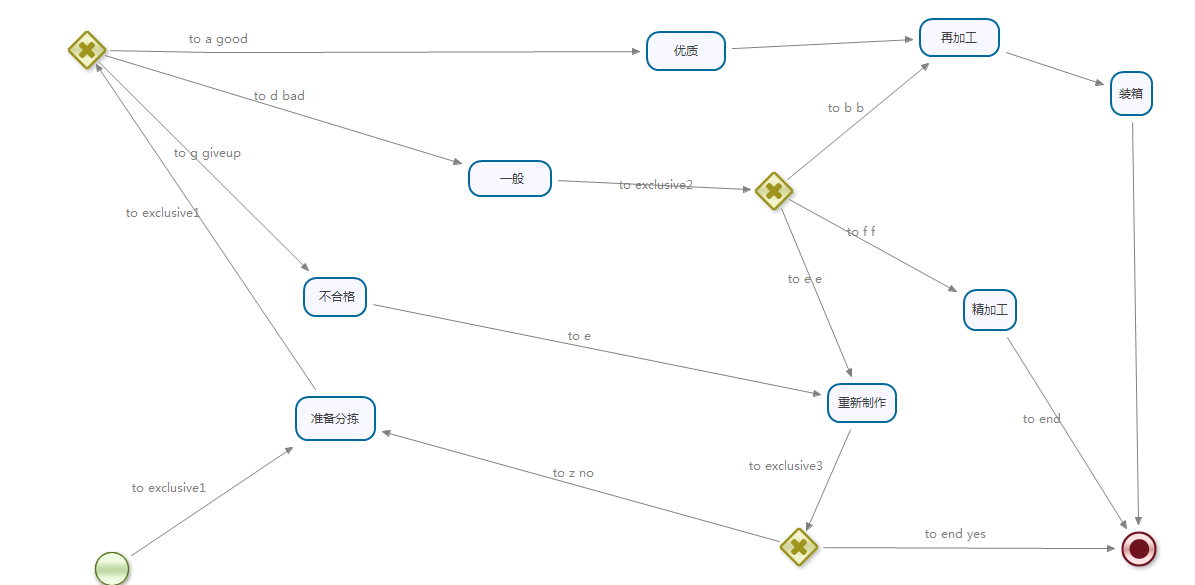 to a good
优质
再加工
to d bad
装箱
to b b
to g giveup
一般
to exclusive2
to exclusive1
to f f
to e e
不合格
精加工
to e
重新制作
准备分拣
to end
to exclusive3
to z no
to exclusive1
to end yes